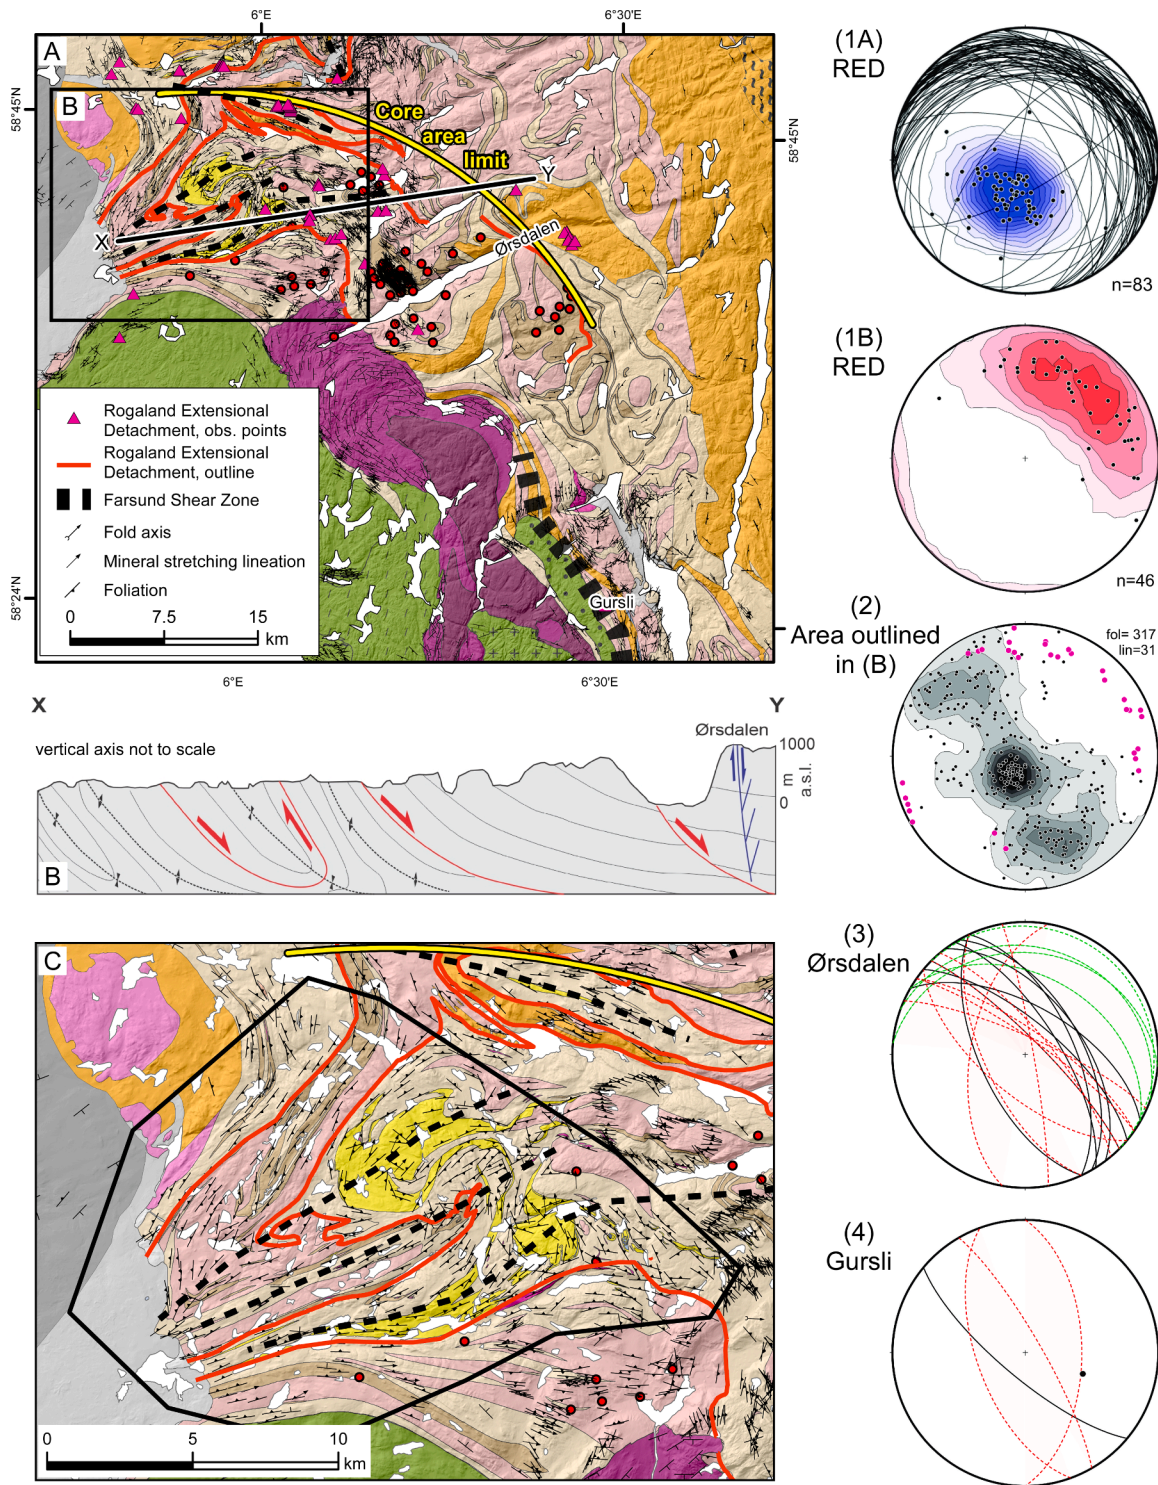 6°E
6°30'E
A
58°45'N
58°45'N
B
Core
area
limit
X
Y
Ørsdalen
Rogaland Extensional
Detachment, obs. points
Rogaland Extensional
Detachment, outline
Farsund Shear Zone
Fold axis
Mineral stretching lineation
Foliation
0
7.5
15
km
Gursli
58°24'N
6°E
6°30'E
X
Y
vertical axis not to scale
Ørsdalen
1000
m
a.s.l.
0
B
C
0
5
10
km
(1A)
RED
n=83
(1B)
RED
n=46
(2)
Area outlined
in (B)
fol= 317
lin=31
(3)
Ørsdalen
(4)
Gursli